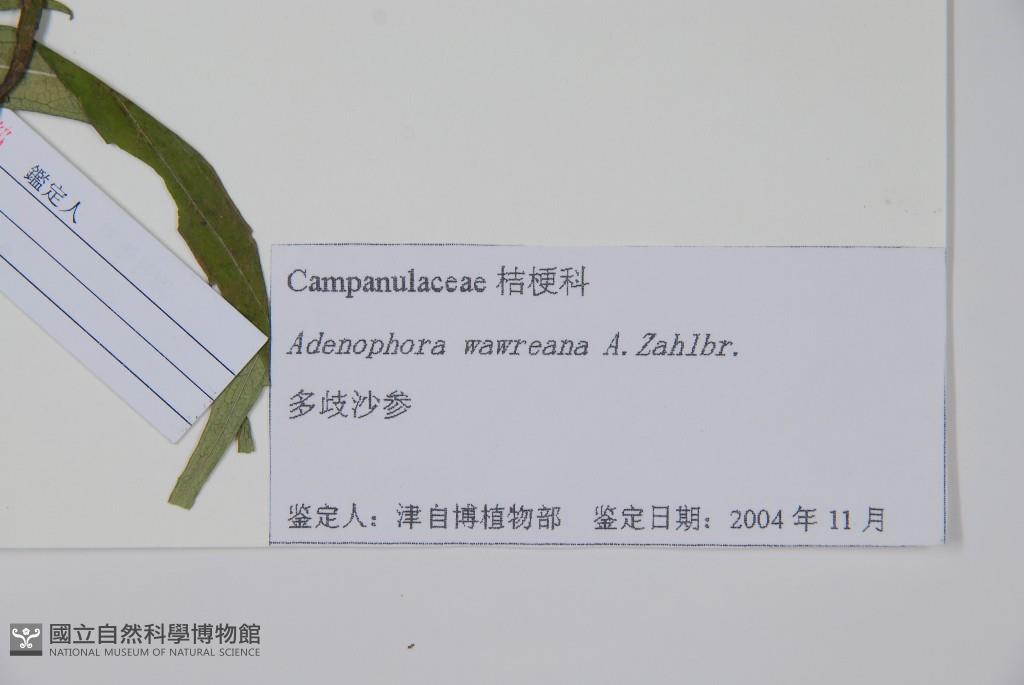 鑑定人
Campanulaceae 桔梗科
Adenophora wawreana A. Zahlbr.
多歧沙参
鉴定人：津自博植物部 鉴定日期：2004 年 11 月
國立自然科學博物館
NATIONAL MUSEUM OF NATURAL SCIENCE